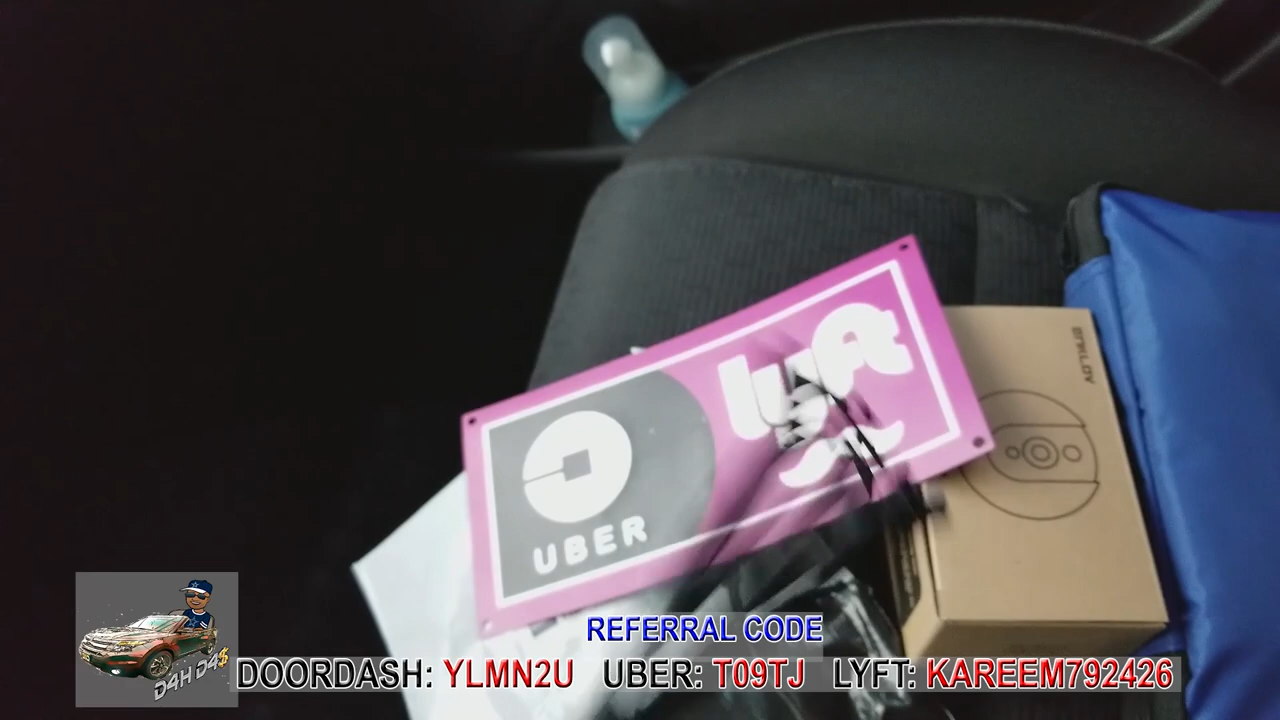 lyft
UBER
REFERRAL CODE
D4H D4$
DOORDASH: YLMN2U UBER: T09TJ LYFT: KAREEM792426